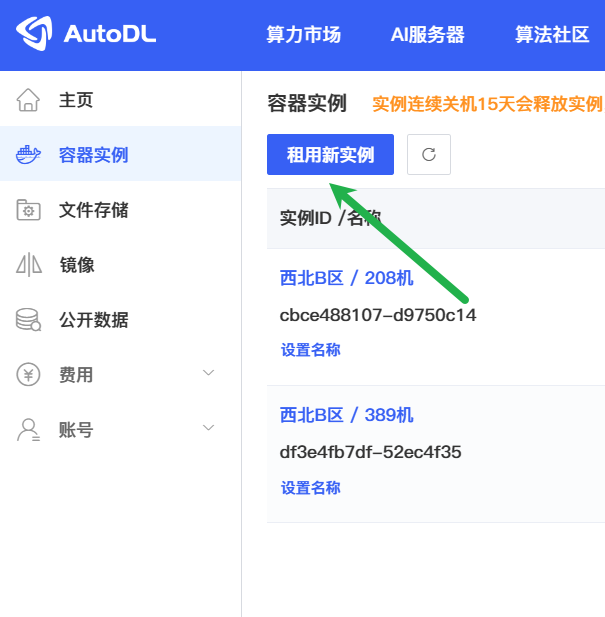 AutoDL 算力市场 AI服务器 算法社区
主页
容器实例
文件存储
镜像
公开数据
费用
账号
容器实例 实例连续关机15天会释放实例
租用新实例
实例ID /名称
西北B区 / 208机
cbce488107-d9750c14
设置名称
西北B区 / 389机
df3e4fb7df-52ec4f35
设置名称